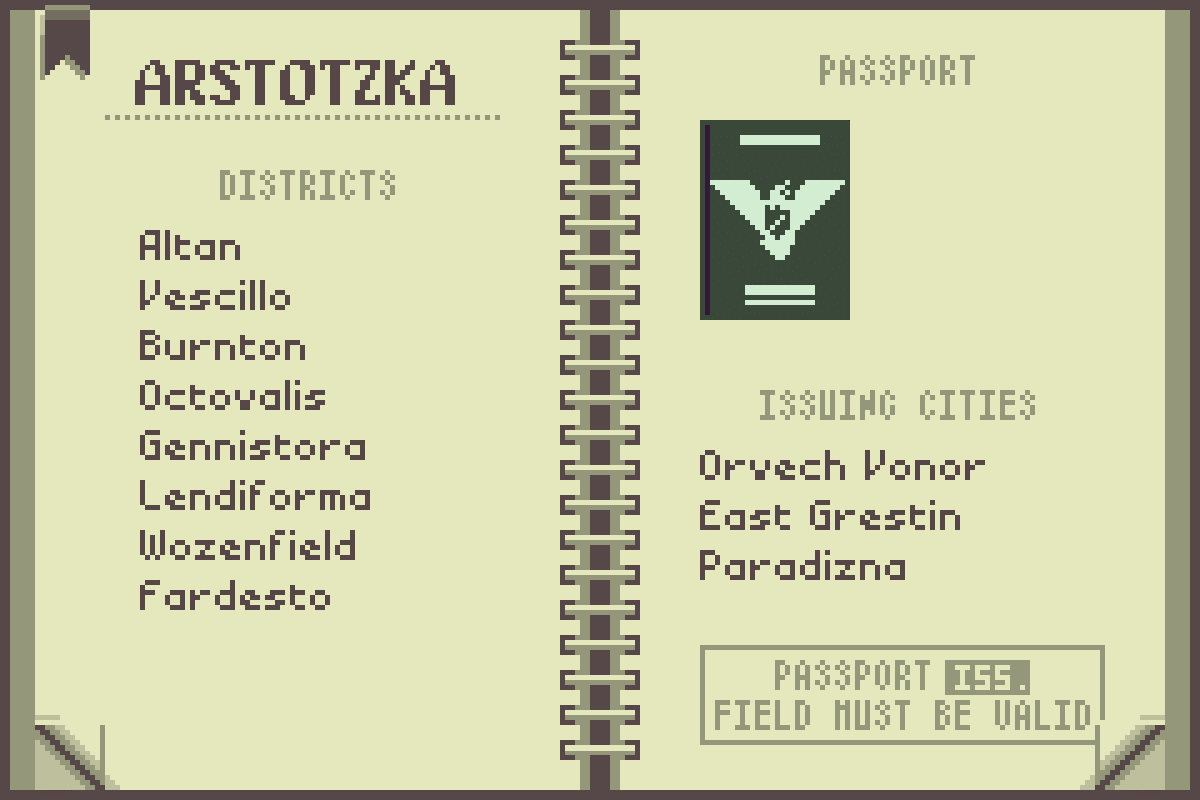 ARSTOTZKA
DISTRICTS
Altan
Vescillo
Burnton
Octovalis
Gennistora
Lendiforma
Wozenfield
Fardesto
PASSPORT
ISSUING CITIES
Orvech Vonor
East Grestin
Paradizna
PASSPORT ISS.
FIELD MUST BE VALID